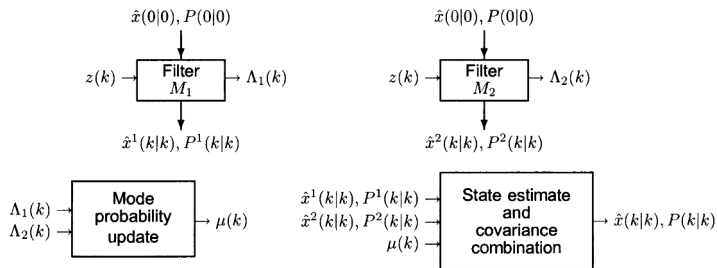 x̂(0|0), P(0|0)
x̂(0|0), P(0|0)
z(k)
Filter
M₁
Λ₁(k)
z(k)
Filter
M₂
Λ₂(k)
x̂¹(k|k), P¹(k|k)
x̂²(k|k), P²(k|k)
Λ₁(k)
Λ₂(k)
Mode
probability
update
μ(k)
x̂¹(k|k), P¹(k|k)
x̂²(k|k), P²(k|k)
μ(k)
State estimate
and
covariance
combination
x̂(k|k), P(k|k)